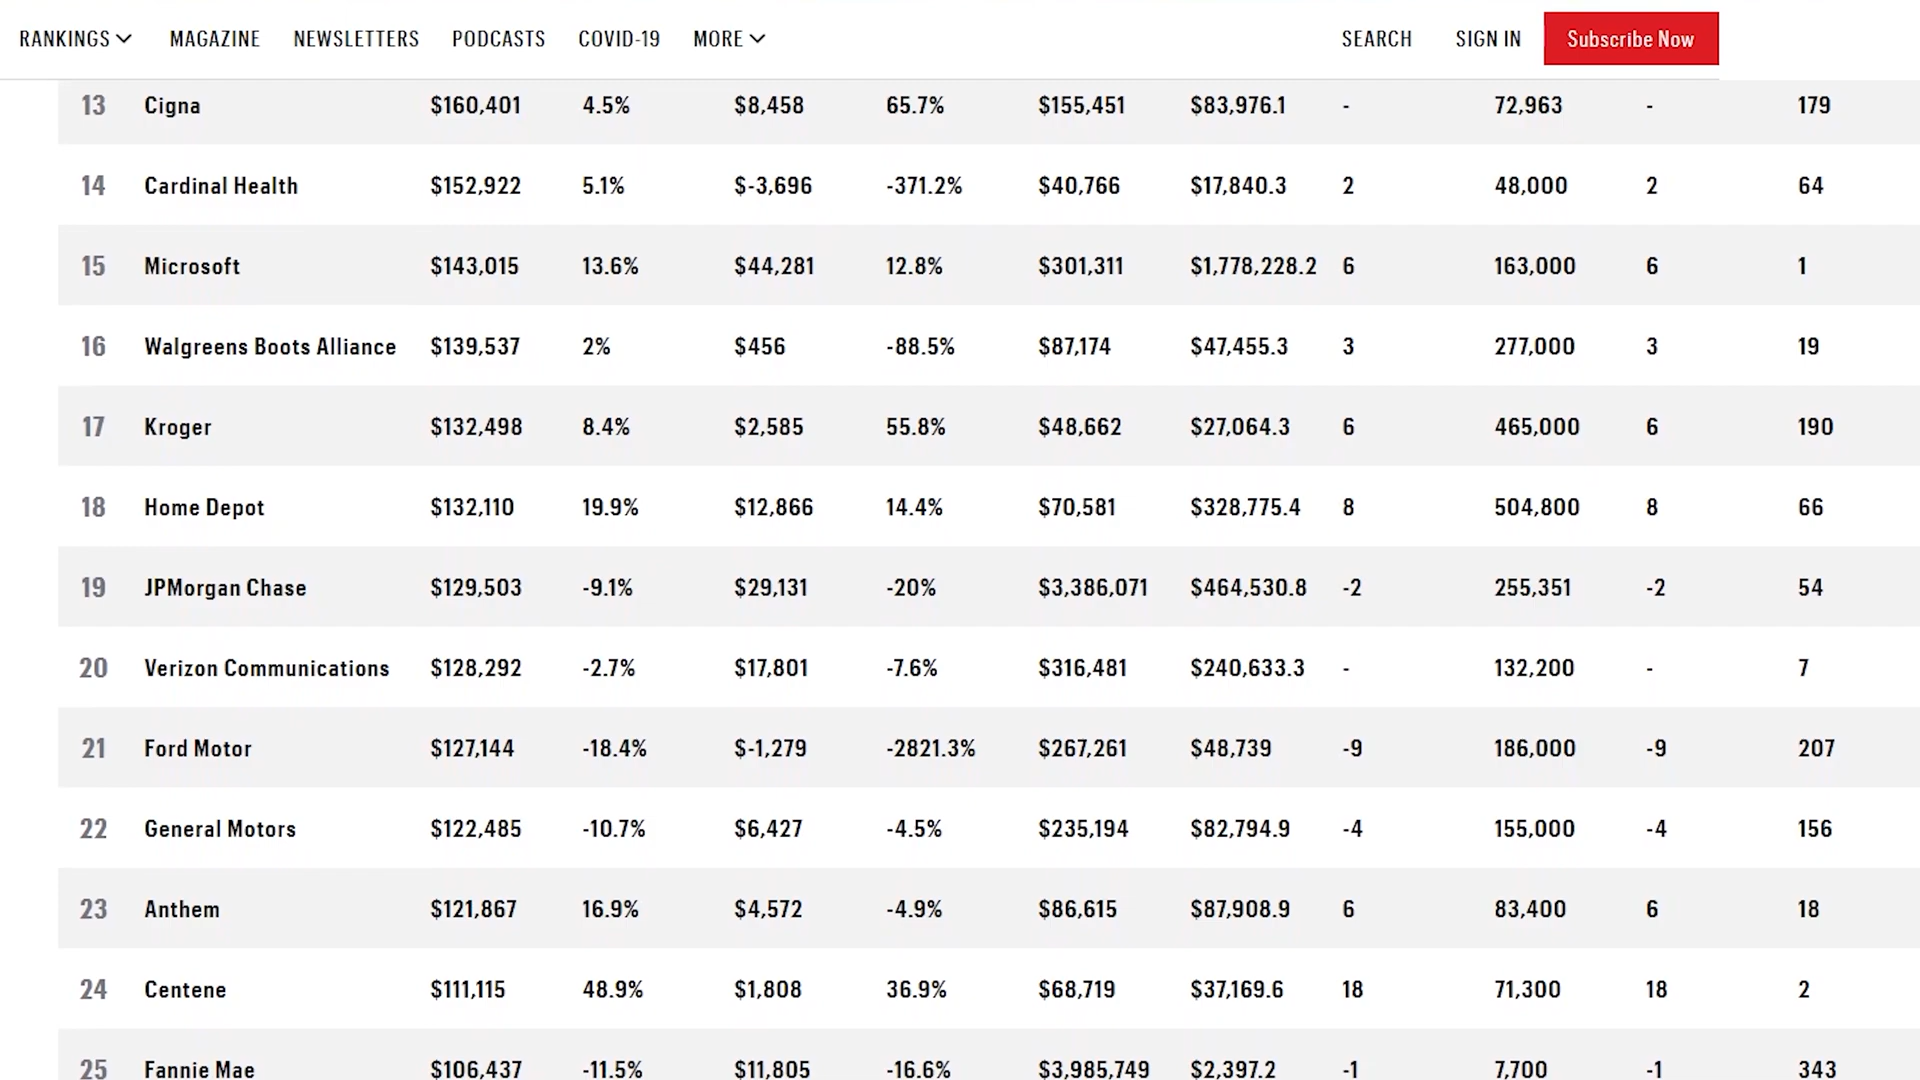 RANKINGS MAGAZINE NEWSLETTERS PODCASTS COVID-19 MORE SEARCH SIGN IN Subscribe Now
13 Cigna $160,401 4.5% $8,458 65.7% $155,451 $83,976.1 - 72,963 - 179
14 Cardinal Health $152,922 5.1% $-3,696 -371.2% $40,766 $17,840.3 2 48,000 2 64
15 Microsoft $143,015 13.6% $44,281 12.8% $301,311 $1,778,228.2 6 163,000 6 1
16 Walgreens Boots Alliance $139,537 2% $456 -88.5% $87,174 $47,455.3 3 277,000 3 19
17 Kroger $132,498 8.4% $2,585 55.8% $48,662 $27,064.3 6 465,000 6 190
18 Home Depot $132,110 19.9% $12,866 14.4% $70,581 $328,775.4 8 504,800 8 66
19 JPMorgan Chase $129,503 -9.1% $29,131 -20% $3,386,071 $464,530.8 -2 255,351 -2 54
20 Verizon Communications $128,292 -2.7% $17,801 -7.6% $316,481 $240,633.3 - 132,200 - 7
21 Ford Motor $127,144 -18.4% $-1,279 -2821.3% $267,261 $48,739 -9 186,000 -9 207
22 General Motors $122,485 -10.7% $6,427 -4.5% $235,194 $82,794.9 -4 155,000 -4 156
23 Anthem $121,867 16.9% $4,572 -4.9% $86,615 $87,908.9 6 83,400 6 18
24 Centene $111,115 48.9% $1,808 36.9% $68,719 $37,169.6 18 71,300 18 2
25 Fannie Mae $106,437 -11.5% $11,805 -16.6% $3,985,749 $2,397.2 -1 7,700 -1 343